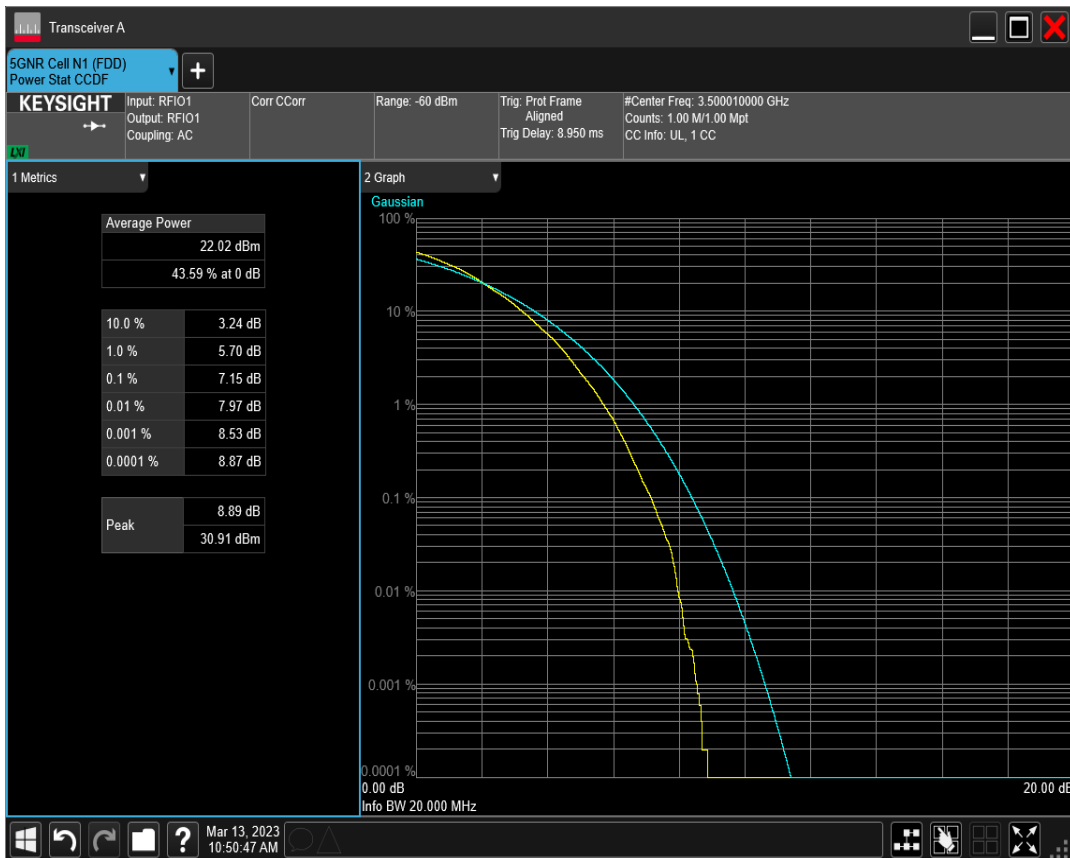 Transceiver A
5GNR Cell N1 (FDD)
Power Stat CCDF
+
KEYSIGHT
LXI
Input: RFIO1
Output: RFIO1
Coupling: AC
Corr CCorr
Range: -60 dBm
Trig: Prot Frame
Aligned
Trig Delay: 8.950 ms
#Center Freq: 3.500010000 GHz
Counts: 1.00 M/1.00 Mpt
CC Info: UL, 1 CC
1 Metrics
Average Power
22.02 dBm
43.59 % at 0 dB
10.0 % 3.24 dB
1.0 % 5.70 dB
0.1 % 7.15 dB
0.01 % 7.97 dB
0.001 % 8.53 dB
0.0001 % 8.87 dB
Peak 8.89 dB
30.91 dBm
2 Graph
Gaussian
100 %
10 %
1 %
0.1 %
0.01 %
0.001 %
0.0001 %
0.00 dB 20.00 dB
Info BW 20.000 MHz
?
Mar 13, 2023
10:50:47 AM